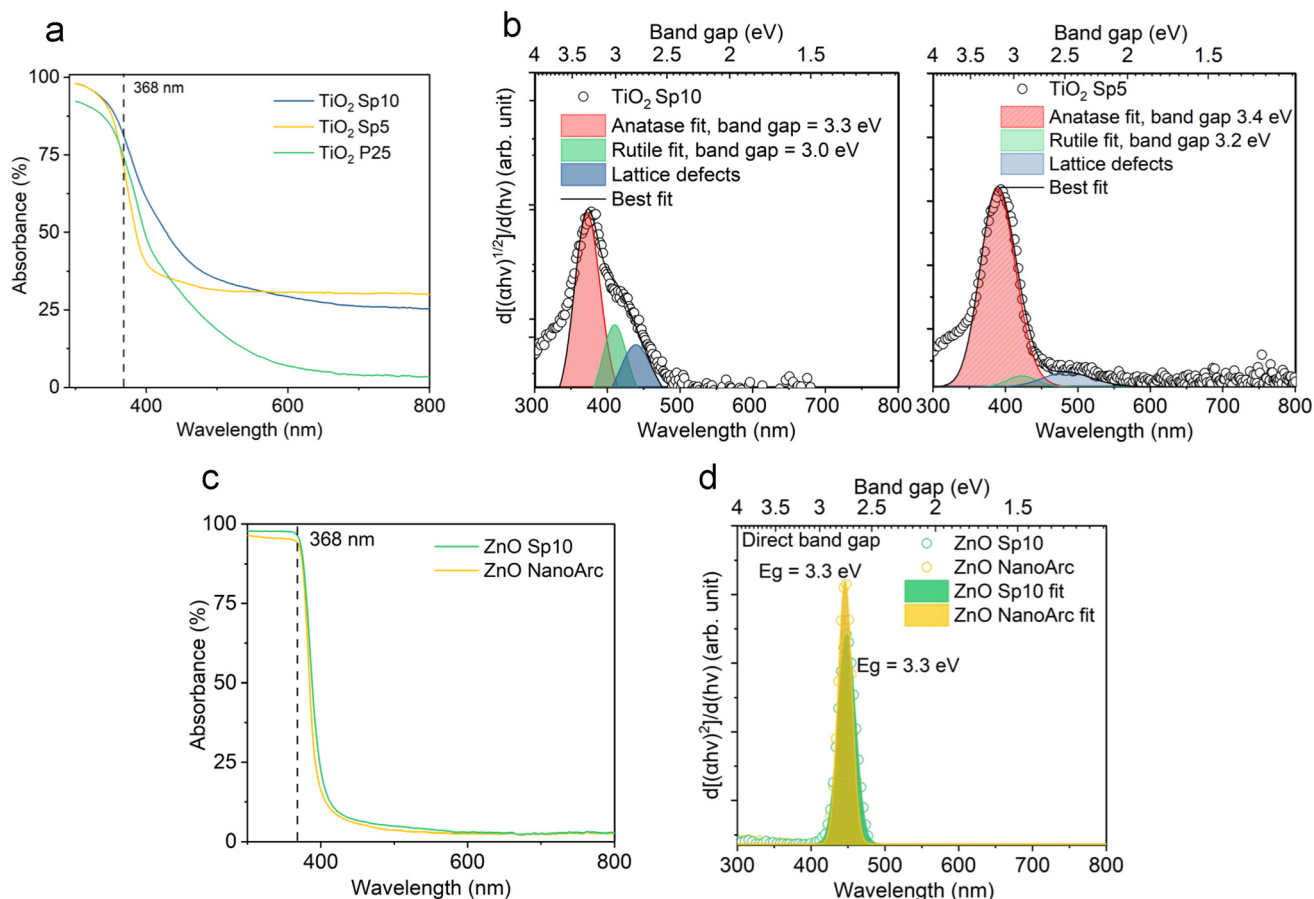 a
Absorbance (%)
100
75
50
25
0
368 nm
TiO₂ Sp10
TiO₂ Sp5
TiO₂ P25
400 600 800
Wavelength (nm)
b
Band gap (eV)
4 3.5 3 2.5 2 1.5
d[(αhv)^1/2]/d(hv) (arb. unit)
TiO₂ Sp10
Anatase fit, band gap = 3.3 eV
Rutile fit, band gap = 3.0 eV
Lattice defects
Best fit
300 400 500 600 700 800
Wavelength (nm)
Band gap (eV)
4 3.5 3 2.5 2 1.5
TiO₂ Sp5
Anatase fit, band gap 3.4 eV
Rutile fit, band gap 3.2 eV
Lattice defects
Best fit
300 400 500 600 700 800
Wavelength (nm)
c
Absorbance (%)
100
75
50
25
0
368 nm
ZnO Sp10
ZnO NanoArc
400 600 800
Wavelength (nm)
d
Band gap (eV)
4 3.5 3 2.5 2 1.5
d[(αhv)²]/d(hv) (arb. unit)
Direct band gap
Eg = 3.3 eV
Eg = 3.3 eV
ZnO Sp10
ZnO NanoArc
ZnO Sp10 fit
ZnO NanoArc fit
300 400 500 600 700 800
Wavelength (nm)